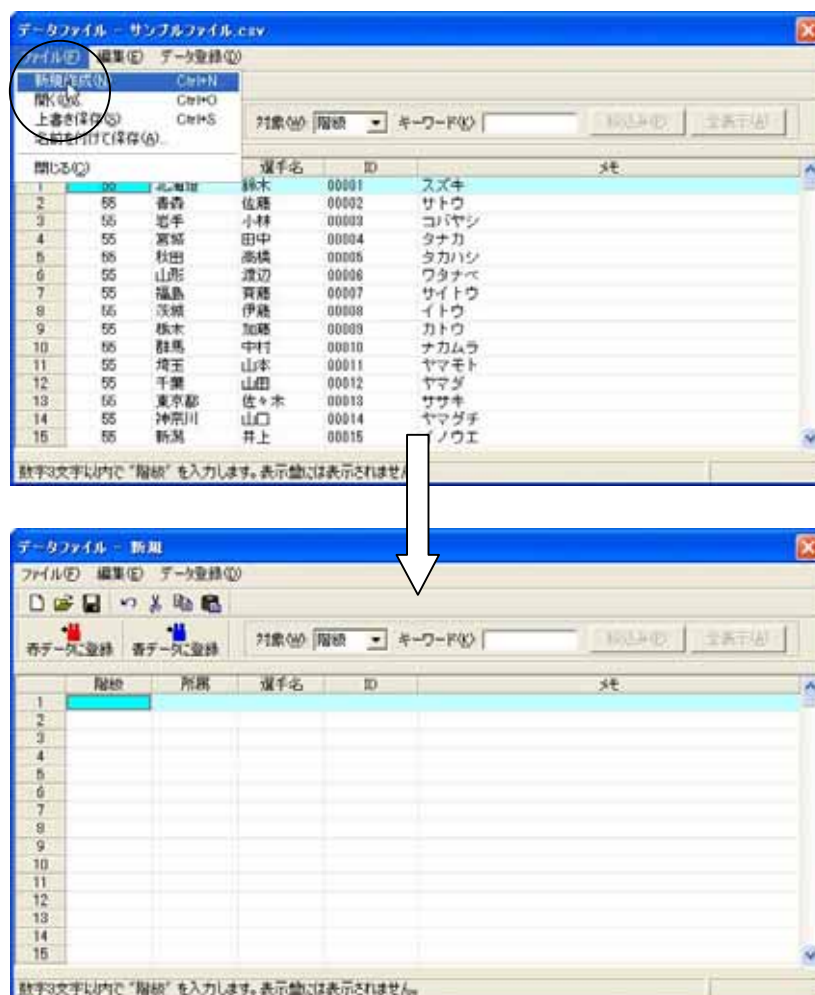 データファイル - サンプルファイル.csv
ファイル(F) 編集(E) データ登録(D)
新規作成(N) Ctrl+N
開く(O)... Ctrl+O
上書き保存(S) Ctrl+S
名前を付けて保存(A)...
閉じる(C)
対象(W) 階級 キーワード(K) 絞込み(P) 全表示(A)
選手名 ID メモ
1 55 北海道 鈴木 00001 スズキ
2 55 青森 佐藤 00002 サトウ
3 55 岩手 小林 00003 コバヤシ
4 55 宮城 田中 00004 タナカ
5 55 秋田 高橋 00005 タカハシ
6 55 山形 渡辺 00006 ワタナベ
7 55 福島 斉藤 00007 サイトウ
8 55 茨城 伊藤 00008 イトウ
9 55 栃木 加藤 00009 カトウ
10 55 群馬 中村 00010 ナカムラ
11 55 埼玉 山本 00011 ヤマモト
12 55 千葉 山田 00012 ヤマダ
13 55 東京都 佐々木 00013 ササキ
14 55 神奈川 山口 00014 ヤマグチ
15 55 新潟 井上 00015 イノウエ
数字3文字以内で "階級" を入力します。表示盤には表示されません
データファイル - 新規
ファイル(F) 編集(E) データ登録(D)
赤データに登録 青データに登録 対象(W) 階級 キーワード(K) 絞込み(P) 全表示(A)
階級 所属 選手名 ID メモ
1
2
3
4
5
6
7
8
9
10
11
12
13
14
15
数字3文字以内で "階級" を入力します。表示盤には表示されません。